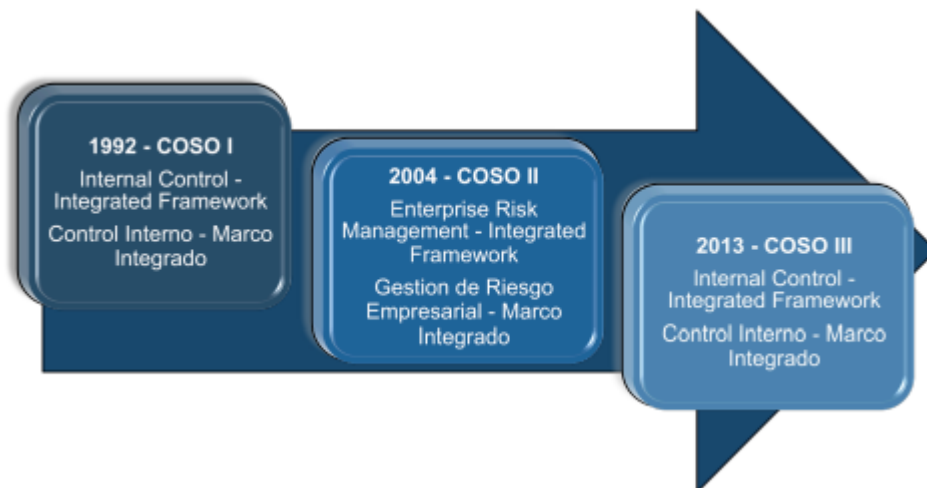 1992 - COSO I
Internal Control -
Integrated Framework
Control Interno - Marco
Integrado
2004 - COSO II
Enterprise Risk
Management - Integrated
Framework
Gestion de Riesgo
Empresarial - Marco
Integrado
2013 - COSO III
Internal Control -
Integrated Framework
Control Interno - Marco
Integrado